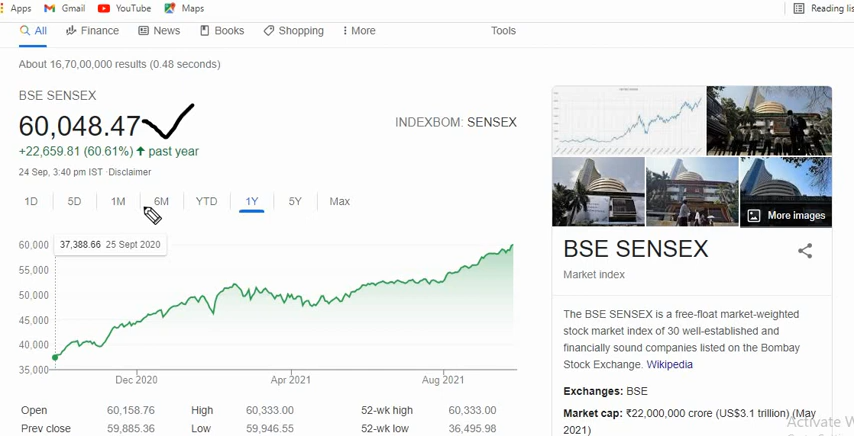 Apps Gmail YouTube Maps Reading lis
All Finance News Books Shopping More Tools
About 16,70,00,000 results (0.48 seconds)
BSE SENSEX
60,048.47
INDEXBOM: SENSEX
+22,659.81 (60.61%) ↑ past year
24 Sep, 3:40 pm IST · Disclaimer
1D 5D 1M 6M YTD 1Y 5Y Max
37,388.66 25 Sept 2020
60,000
55,000
50,000
45,000
40,000
35,000
Dec 2020 Apr 2021 Aug 2021
Open 60,158.76 High 60,333.00 52-wk high 60,333.00
Prev close 59,885.36 Low 59,946.55 52-wk low 36,495.98
More images
BSE SENSEX
Market index
The BSE SENSEX is a free-float market-weighted
stock market index of 30 well-established and
financially sound companies listed on the Bombay
Stock Exchange. Wikipedia
Exchanges: BSE
Market cap: ₹22,000,000 crore (US$3.1 trillion) (May
2021)
Activate W